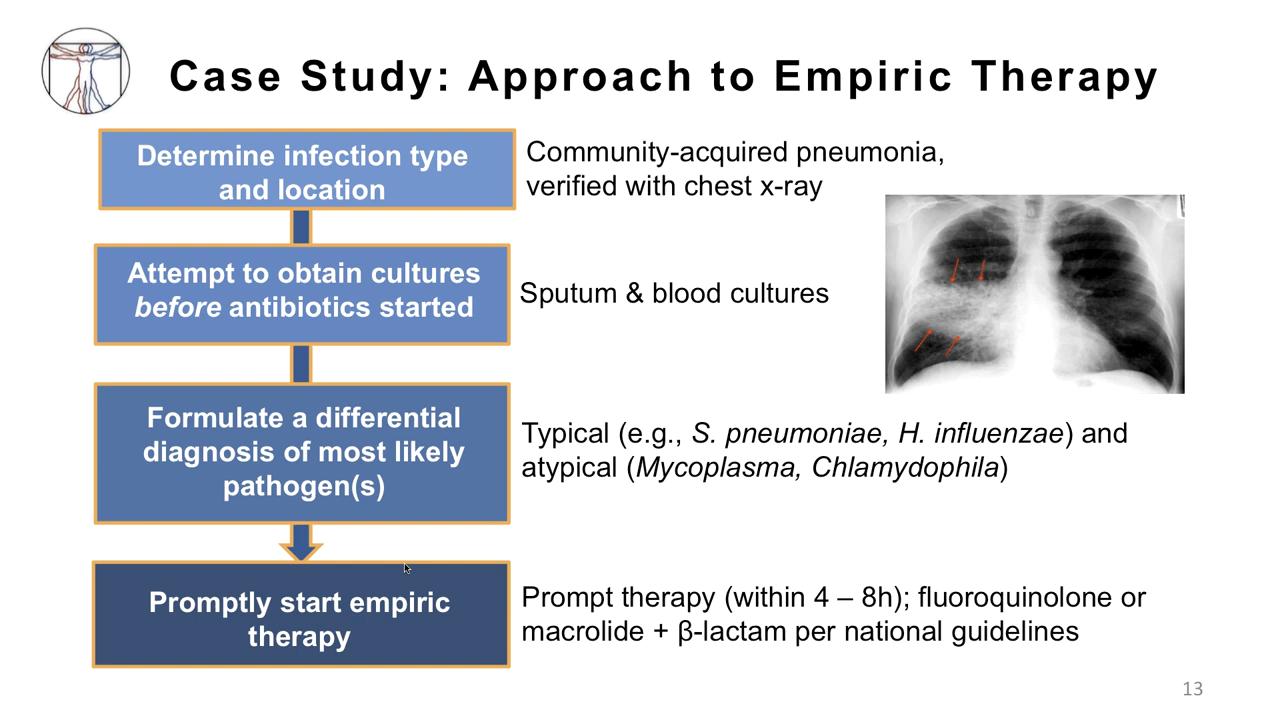 Case Study: Approach to Empiric Therapy
Determine infection type
and location
Community-acquired pneumonia,
verified with chest x-ray
Attempt to obtain cultures
before antibiotics started
Sputum & blood cultures
Formulate a differential
diagnosis of most likely
pathogen(s)
Typical (e.g., S. pneumoniae, H. influenzae) and
atypical (Mycoplasma, Chlamydophila)
Promptly start empiric
therapy
Prompt therapy (within 4 – 8h); fluoroquinolone or
macrolide + β-lactam per national guidelines
13